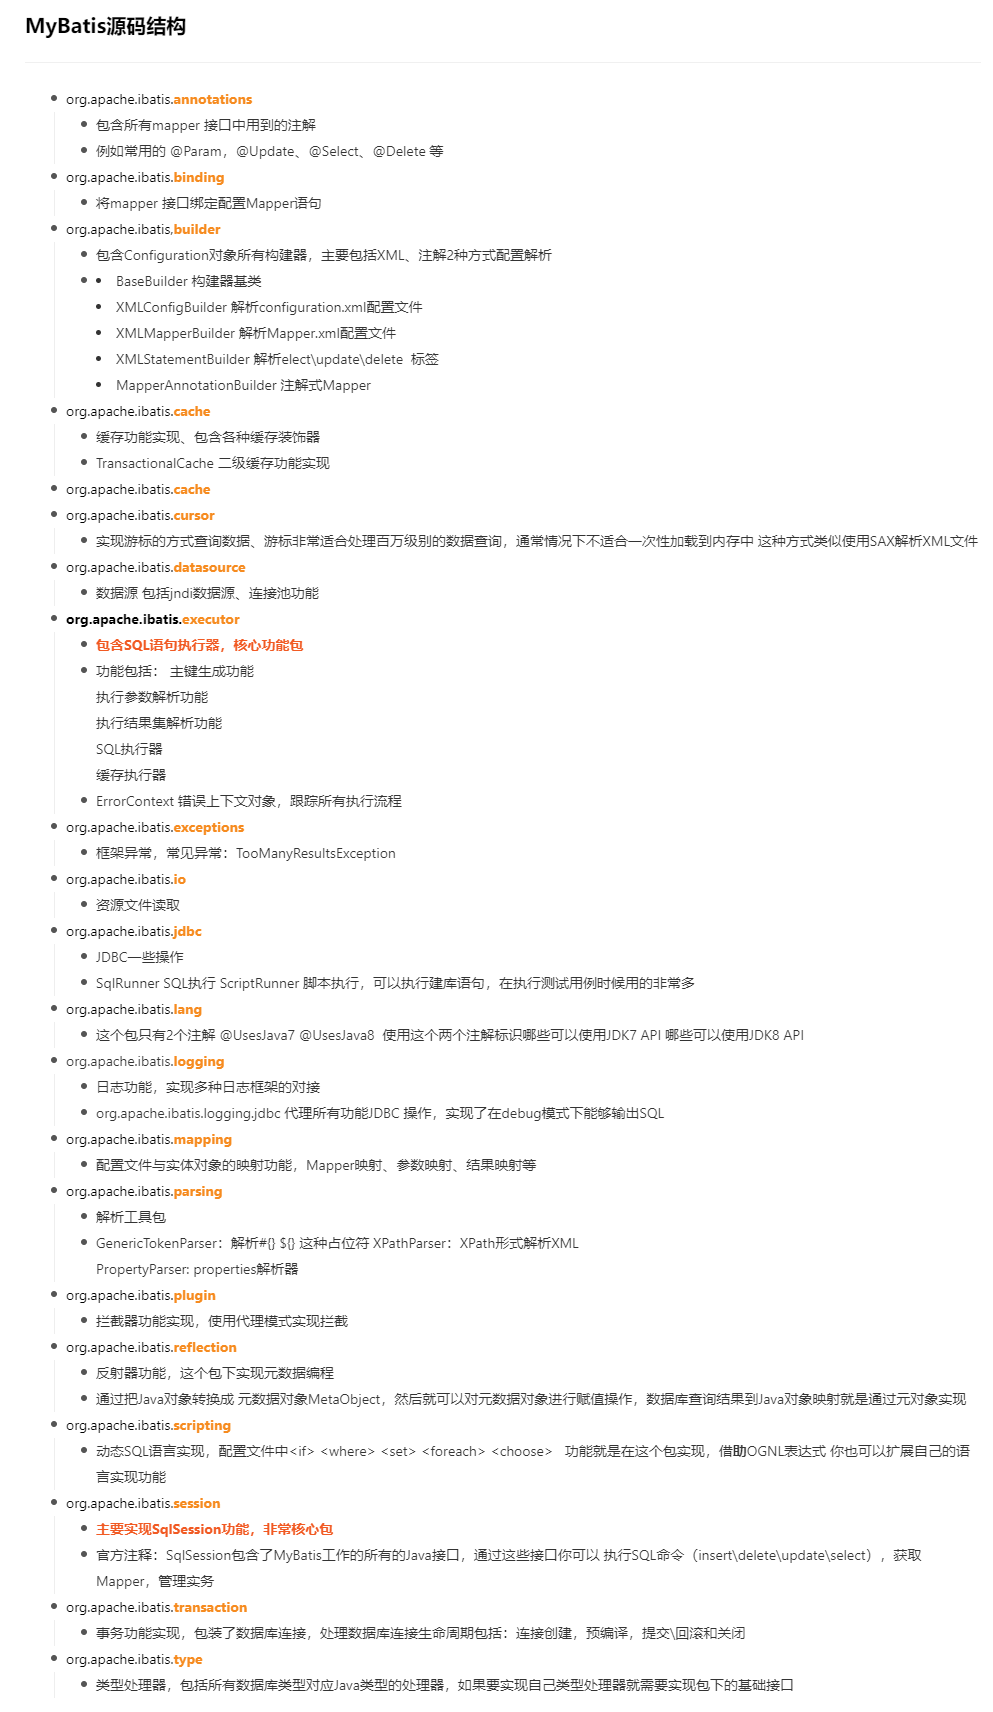 MyBatis源码结构
org.apache.ibatis.annotations
包含所有mapper 接口中用到的注解
例如常用的 @Param，@Update、@Select、@Delete 等
org.apache.ibatis.binding
将mapper 接口绑定配置Mapper语句
org.apache.ibatis,builder
包含Configuration对象所有构建器，主要包括XML、注解2种方式配置解析
BaseBuilder 构建器基类
XMLConfigBuilder 解析configuration.xml配置文件
XMLMapperBuilder 解析Mapper.xml配置文件
XMLStatementBuilder 解析elect\update\delete 标签
MapperAnnotationBuilder 注解式Mapper
org.apache.ibatis.cache
缓存功能实现、包含各种缓存装饰器
TransactionalCache 二级缓存功能实现
org.apache.ibatis.cache
org.apache.ibatis.cursor
实现游标的方式查询数据、游标非常适合处理百万级别的数据查询，通常情况下不适合一次性加载到内存中 这种方式类似使用SAX解析XML文件
org.apache.ibatis.datasource
数据源 包括jndi数据源、连接池功能
org.apache.ibatis.executor
包含SQL语句执行器，核心功能包
功能包括： 主键生成功能
执行参数解析功能
执行结果集解析功能
SQL执行器
缓存执行器
ErrorContext 错误上下文对象，跟踪所有执行流程
org.apache.ibatis.exceptions
框架异常，常见异常：TooManyResultsException
org.apache.ibatis.io
资源文件读取
org.apache.ibatis.jdbc
JDBC一些操作
SqlRunner SQL执行 ScriptRunner 脚本执行，可以执行建库语句，在执行测试用例时候用的非常多
org.apache.ibatis.lang
这个包只有2个注解 @UsesJava7 @UsesJava8 使用这个两个注解标识哪些可以使用JDK7 API 哪些可以使用JDK8 API
org.apache.ibatis.logging
日志功能，实现多种日志框架的对接
org.apache.ibatis.logging.jdbc 代理所有功能JDBC 操作，实现了在debug模式下能够输出SQL
org.apache.ibatis.mapping
配置文件与实体对象的映射功能，Mapper映射、参数映射、结果映射等
org.apache.ibatis.parsing
解析工具包
GenericTokenParser：解析#{} ${} 这种占位符 XPathParser：XPath形式解析XML
PropertyParser: properties解析器
org.apache.ibatis.plugin
拦截器功能实现，使用代理模式实现拦截
org.apache.ibatis.reflection
反射器功能，这个包下实现元数据编程
通过把Java对象转换成 元数据对象MetaObject，然后就可以对元数据对象进行赋值操作，数据库查询结果到Java对象映射就是通过元对象实现
org.apache.ibatis.scripting
动态SQL语言实现，配置文件中<if> <where> <set> <foreach> <choose> 功能就是在这个包实现，借助OGNL表达式 你也可以扩展自己的语
言实现功能
org.apache.ibatis.session
主要实现SqlSession功能，非常核心包
官方注释：SqlSession包含了MyBatis工作的所有的Java接口，通过这些接口你可以 执行SQL命令（insert\delete\update\select），获取
Mapper，管理实务
org.apache.ibatis.transaction
事务功能实现，包装了数据库连接，处理数据库连接生命周期包括：连接创建，预编译，提交\回滚和关闭
org.apache.ibatis.type
类型处理器，包括所有数据库类型对应Java类型的处理器，如果要实现自己类型处理器就需要实现包下的基础接口